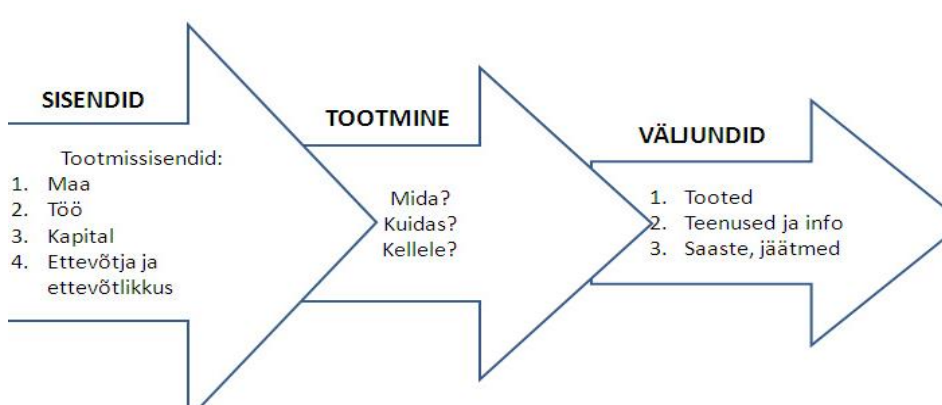 SISENDID
Tootmissisendid:
1. Maa
2. Töö
3. Kapital
4. Ettevõtja ja
ettevõtlikkus
TOOTMINE
Mida?
Kuidas?
Kellele?
VÄLJUNDID
1. Tooted
2. Teenused ja info
3. Saaste, jäätmed